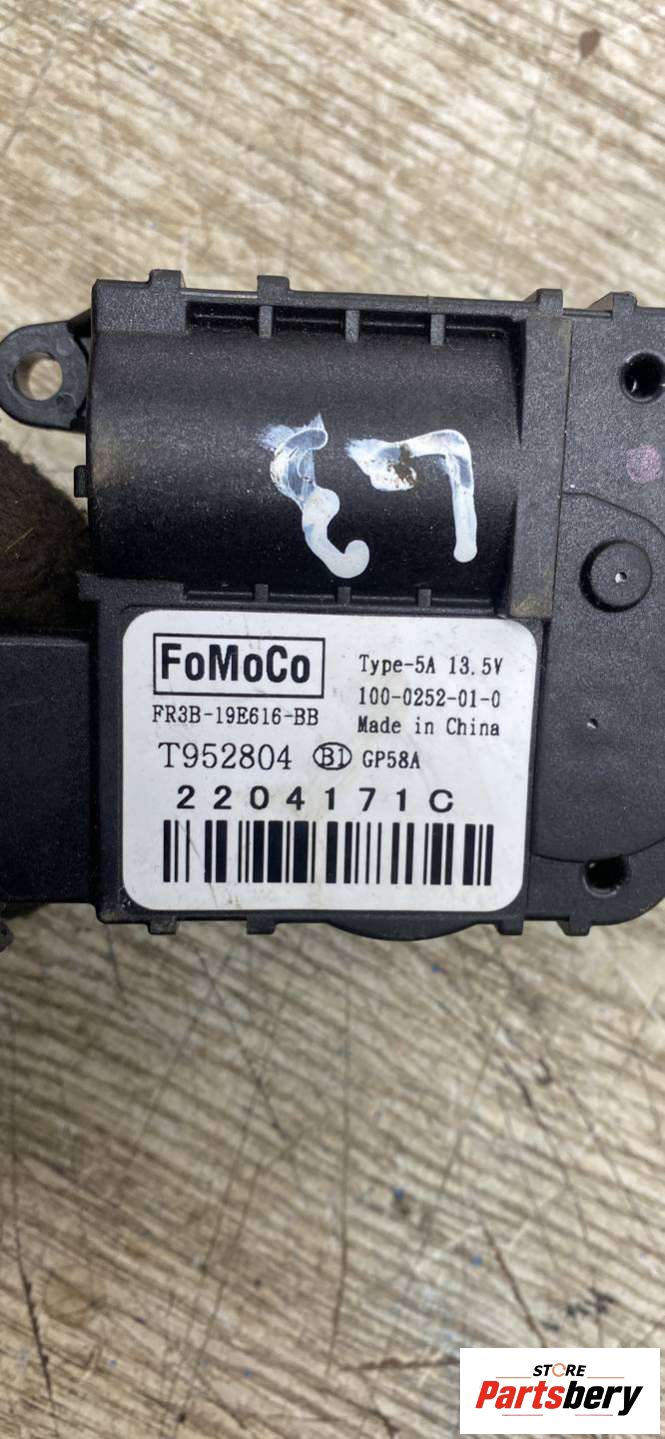 FoMoCo
Type-5A 13.5V
FR3B-19E616-BB
100-0252-01-0
Made in China
T952804 B1 GP58A
2204171C
STORE
Partsbery